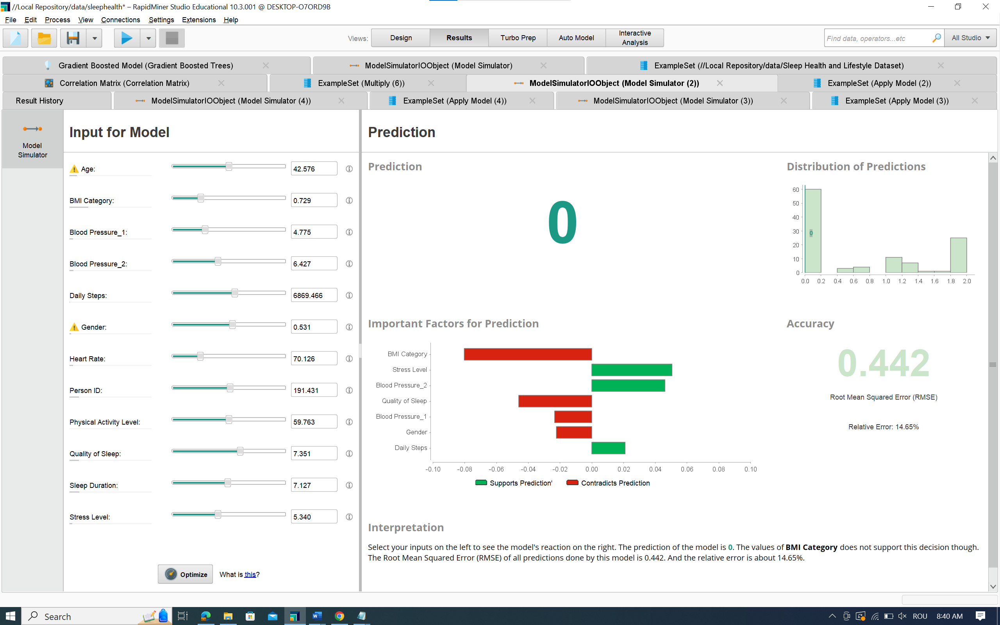 //Local Repository/data/sleephealth* – RapidMiner Studio Educational 10.3.001 @ DESKTOP-O7ORD9B
File Edit Process View Connections Settings Extensions Help
Views: Design Results Turbo Prep Auto Model Interactive Analysis
Find data, operators...etc All Studio
Gradient Boosted Model (Gradient Boosted Trees) ModelSimulatorIOObject (Model Simulator) ExampleSet (//Local Repository/data/Sleep Health and Lifestyle Dataset)
Correlation Matrix (Correlation Matrix) ExampleSet (Multiply (6)) ModelSimulatorIOObject (Model Simulator (2)) ExampleSet (Apply Model (2))
Result History ModelSimulatorIOObject (Model Simulator (4)) ExampleSet (Apply Model (4)) ModelSimulatorIOObject (Model Simulator (3)) ExampleSet (Apply Model (3))
Model
Simulator
Input for Model
Age: 42.576
BMI Category: 0.729
Blood Pressure_1: 4.775
Blood Pressure_2: 6.427
Daily Steps: 6869.466
Gender: 0.531
Heart Rate: 70.126
Person ID: 191.431
Physical Activity Level: 59.763
Quality of Sleep: 7.351
Sleep Duration: 7.127
Stress Level: 5.340
Optimize What is this?
Prediction
Prediction
0
Distribution of Predictions
60
50
40
30
20
10
0
0
0.0 0.2 0.4 0.6 0.8 1.0 1.2 1.4 1.6 1.8 2.0
Important Factors for Prediction
BMI Category
Stress Level
Blood Pressure_2
Quality of Sleep
Blood Pressure_1
Gender
Daily Steps
-0.10 -0.08 -0.06 -0.04 -0.02 0.00 0.02 0.04 0.06 0.08 0.10
Supports Prediction' Contradicts Prediction
Accuracy
0.442
Root Mean Squared Error (RMSE)
Relative Error: 14.65%
Interpretation
Select your inputs on the left to see the model's reaction on the right. The prediction of the model is 0. The values of BMI Category does not support this decision though.
The Root Mean Squared Error (RMSE) of all predictions done by this model is 0.442. And the relative error is about 14.65%.
Search
ROU 8:40 AM